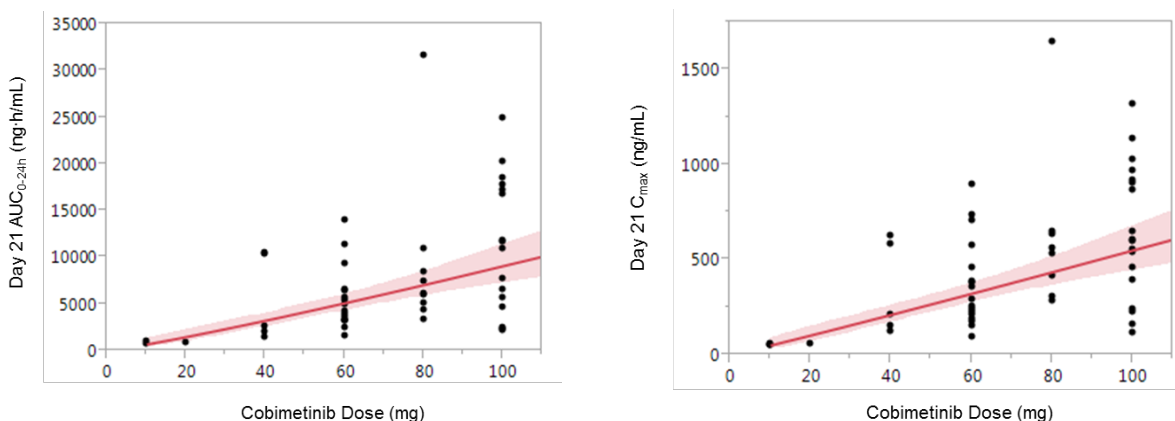 35000
30000
25000
20000
15000
10000
5000
0
Day 21 AUC0-24h (ng·h/mL)
0 20 40 60 80 100
Cobimetinib Dose (mg)
1500
1000
500
0
Day 21 Cmax (ng/mL)
0 20 40 60 80 100
Cobimetinib Dose (mg)